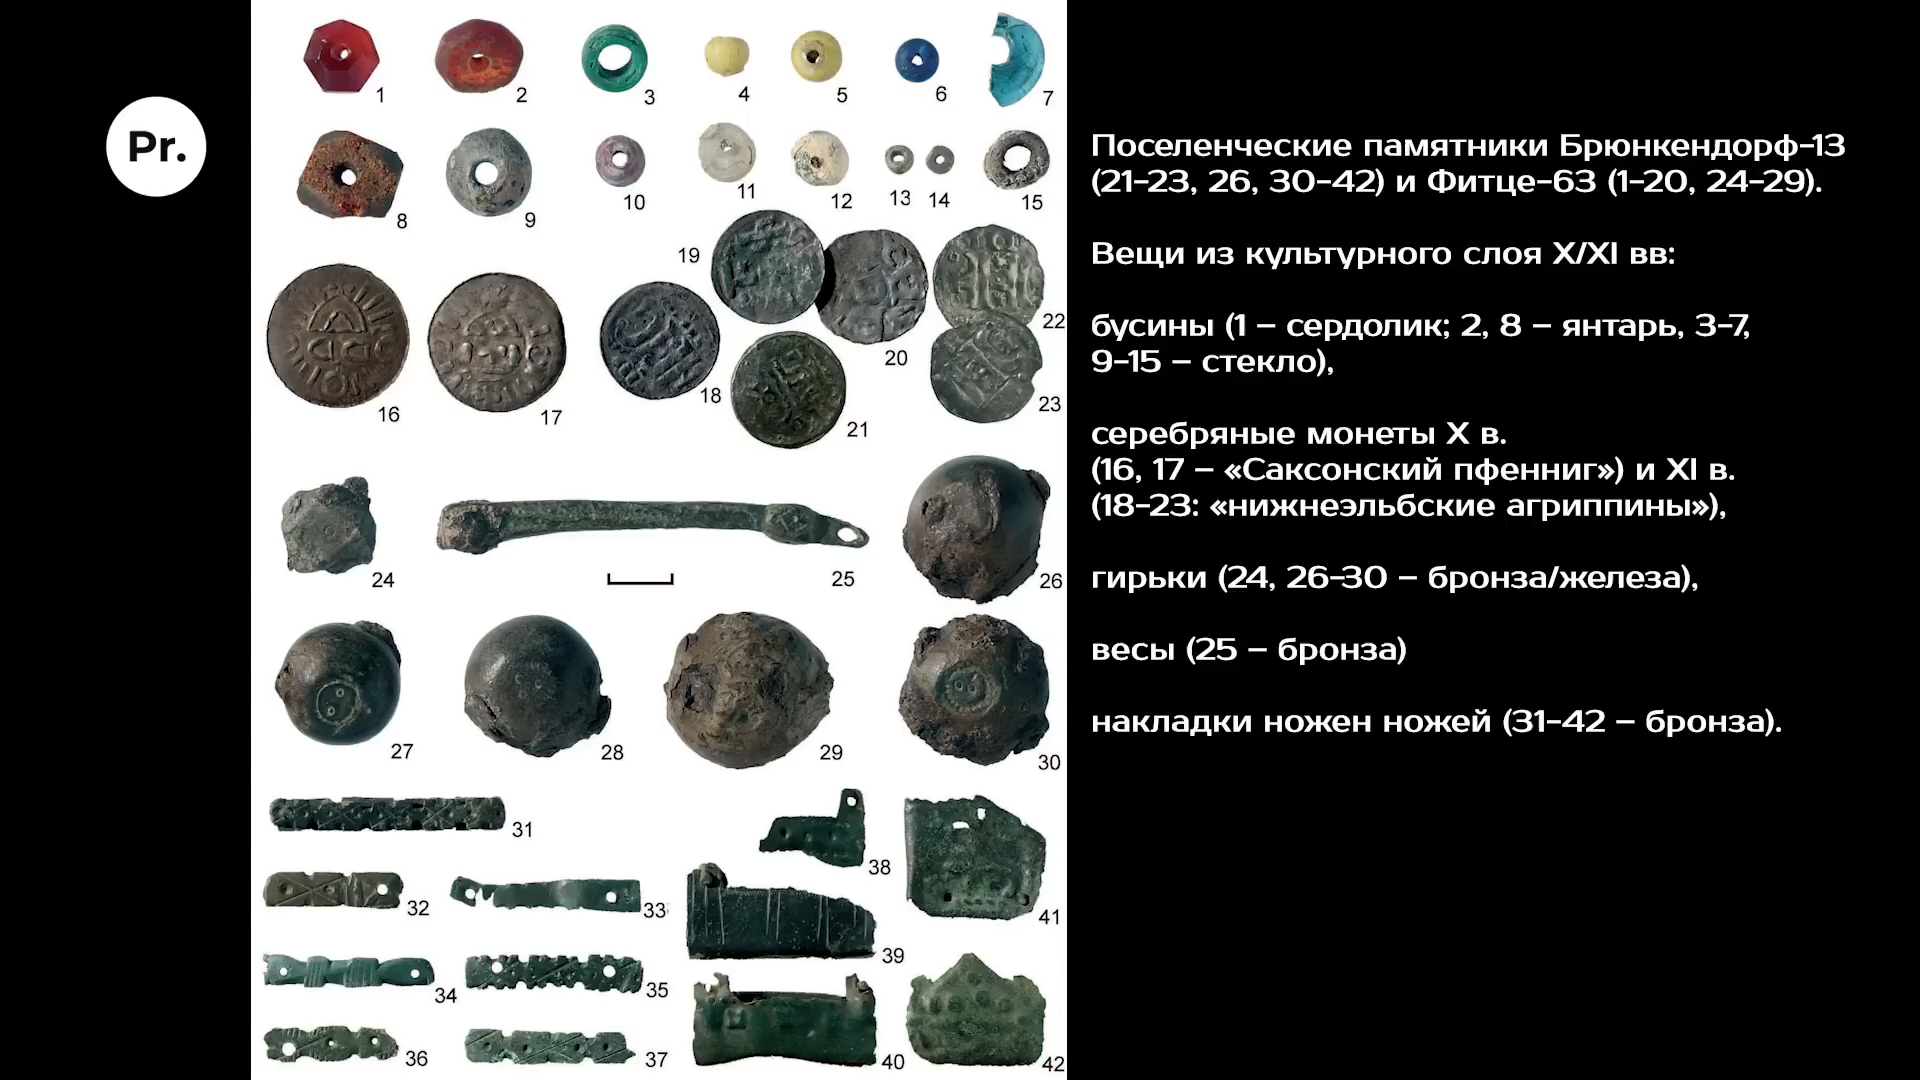 Pr.
1 2 3 4 5 6 7
8 9 10 11 12 13 14 15
16 17 18 19 20 21 22 23
24 25 26
27 28 29 30
31 38
32 33 39 41
34 35
36 37 40 42
Поселенческие памятники Брюнкендорф-13
(21-23, 26, 30-42) и Фитце-63 (1-20, 24-29).
Вещи из культурного слоя X/XI вв:
бусины (1 – сердолик; 2, 8 – янтарь, 3-7,
9-15 – стекло),
серебряные монеты X в.
(16, 17 – «Саксонский пфенниг») и XI в.
(18-23: «нижнеэльбские агриппины»),
гирьки (24, 26-30 – бронза/железа),
весы (25 – бронза)
накладки ножен ножей (31-42 – бронза).